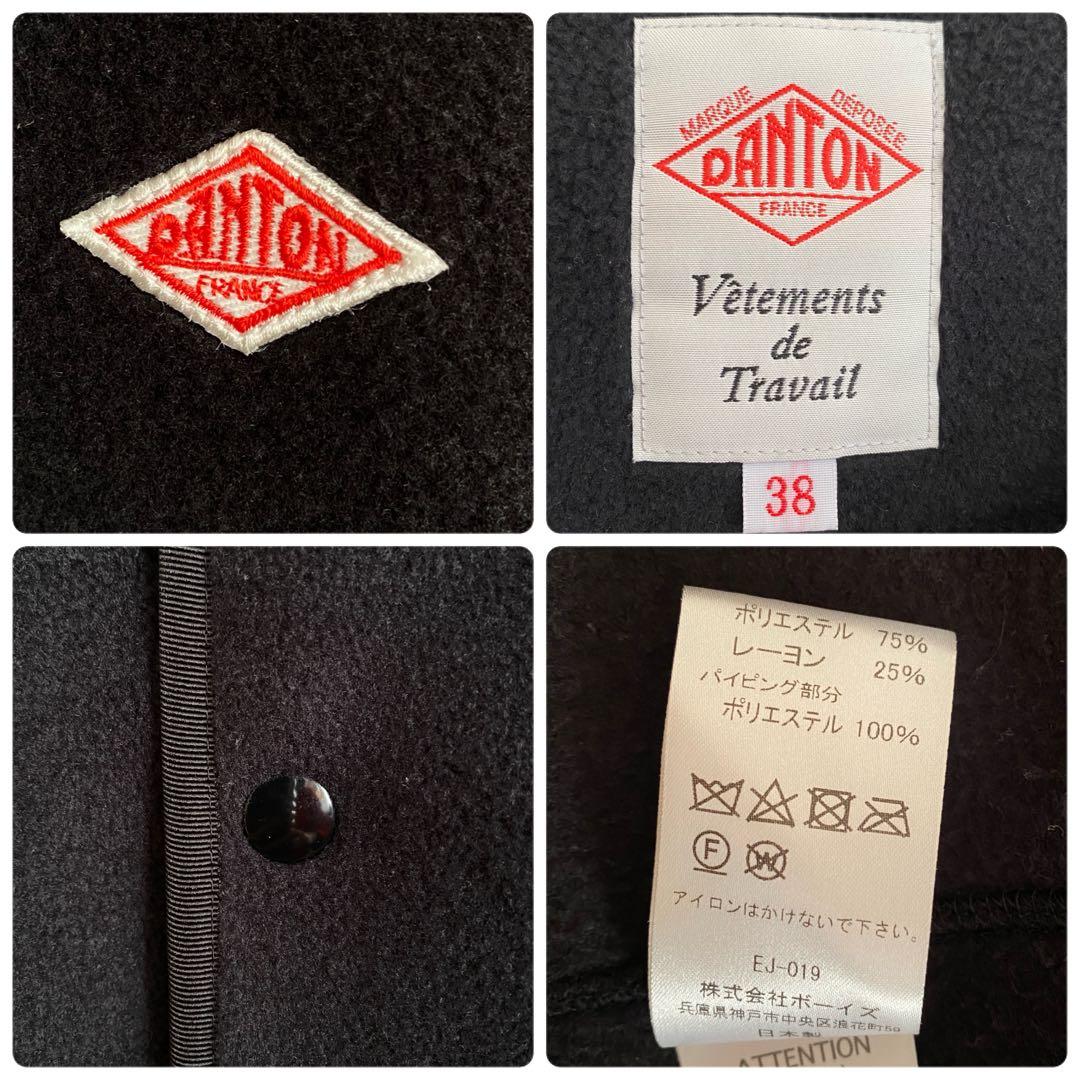 DANTON
FRANCE
MARQUE DÉPOSÉE
DANTON
FRANCE
Vêtements
de
Travail
38
ポリエステル 75%
レーヨン 25%
パイピング部分
ポリエステル 100%
F
W
アイロンはかけないで下さい。
EJ-019
株式会社ボーイズ
兵庫県神戸市中央区浪花町59
日本製
ATTENTION